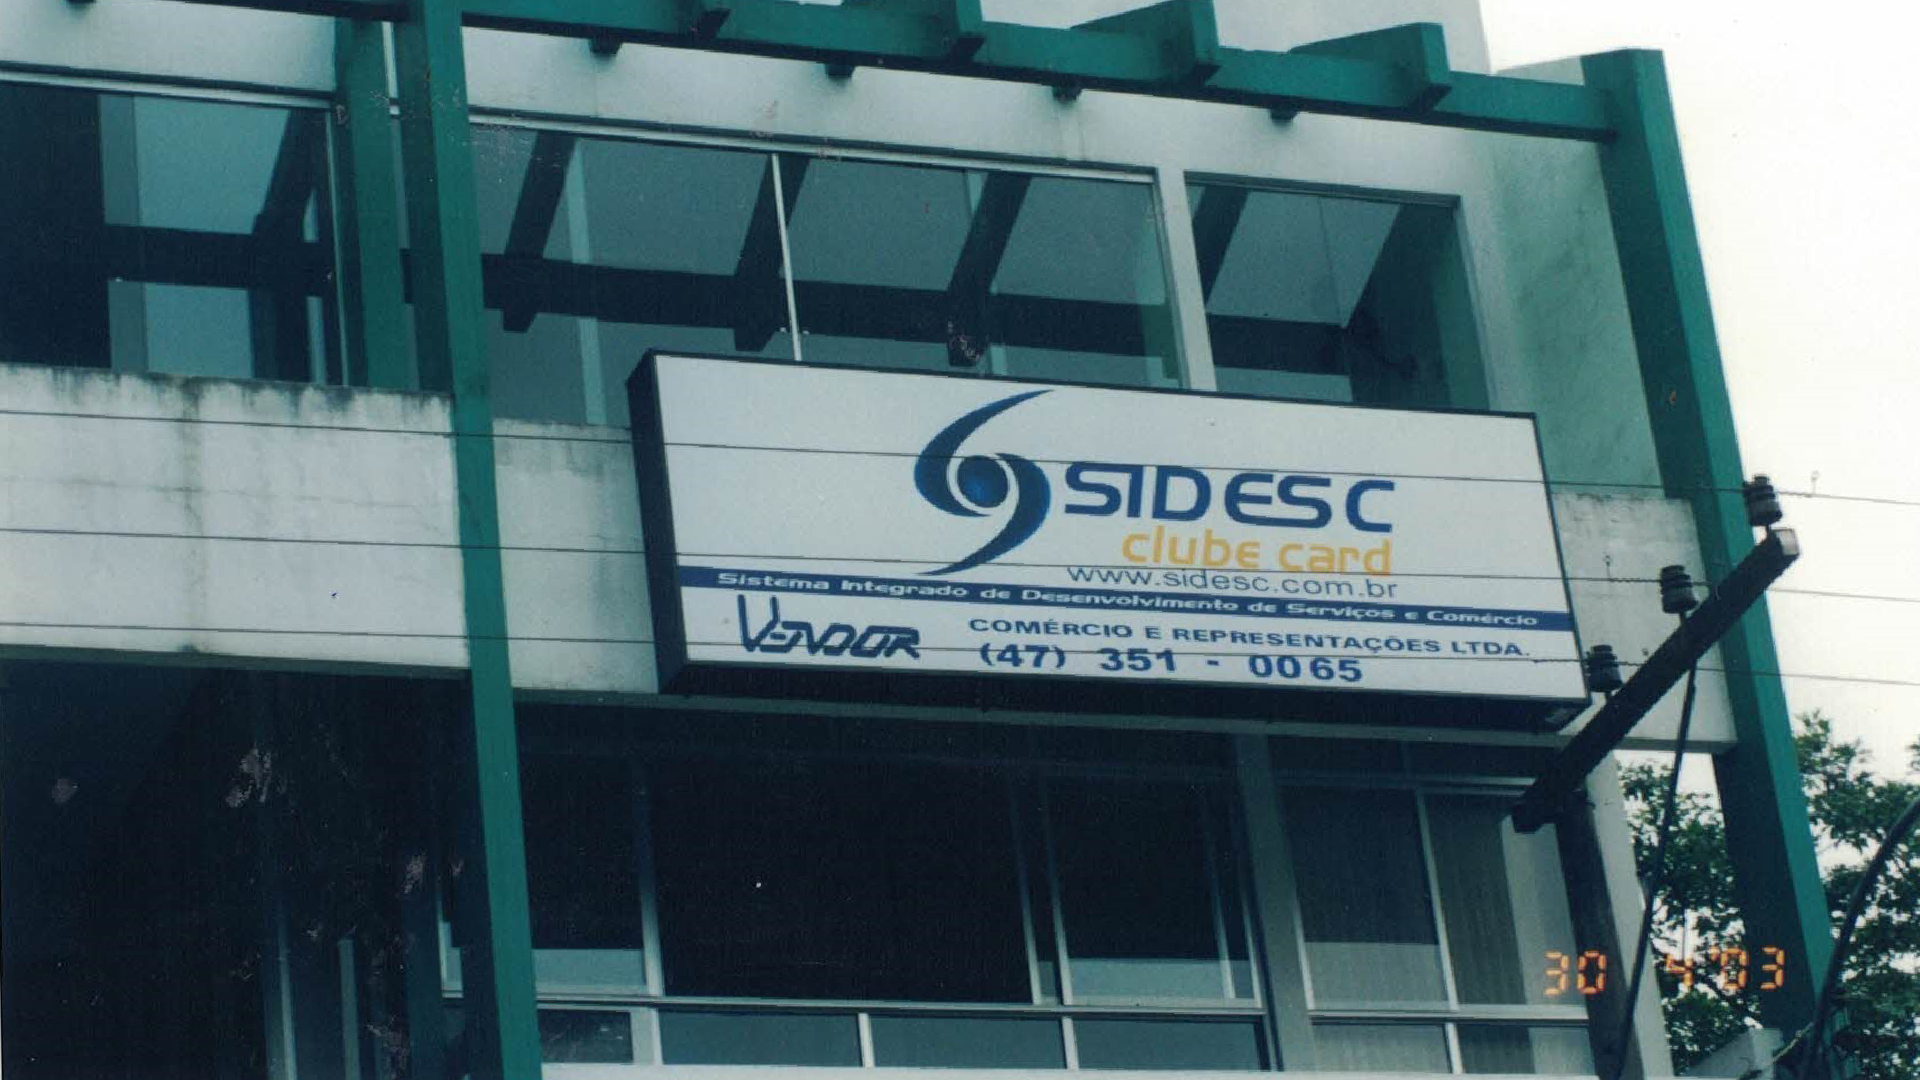 SIDESC
clube card
www.sidesc.com.br
Sistema Integrado de Desenvolvimento de Serviços e Comércio
VENDOR
COMÉRCIO E REPRESENTAÇÕES LTDA.
(47) 351 - 0065
30 4'03